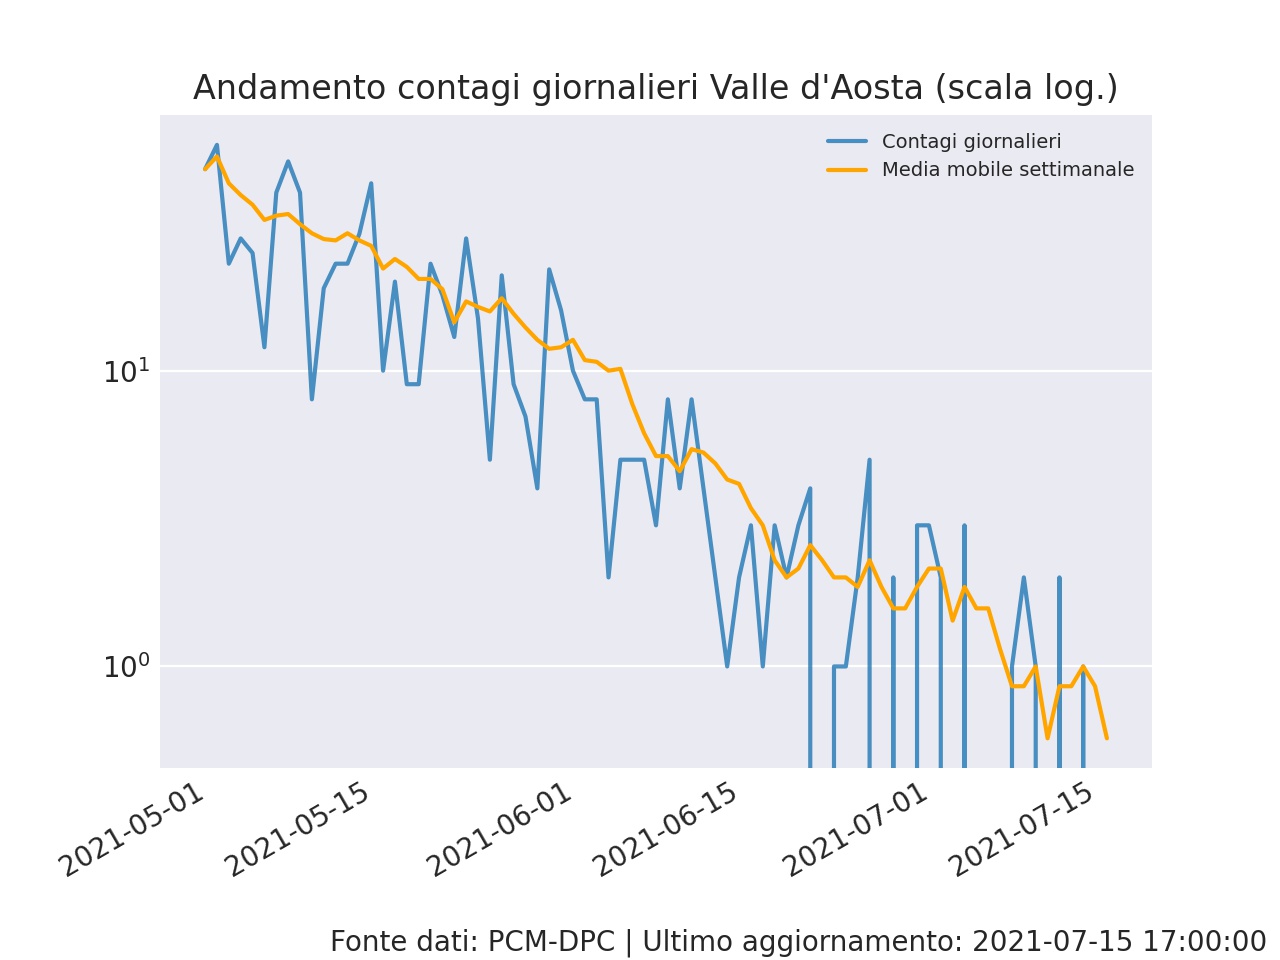 Andamento contagi giornalieri Valle d'Aosta (scala log.)
Contagi giornalieri
Media mobile settimanale
10¹
10⁰
2021-05-01
2021-05-15
2021-06-01
2021-06-15
2021-07-01
2021-07-15
Fonte dati: PCM-DPC | Ultimo aggiornamento: 2021-07-15 17:00:00